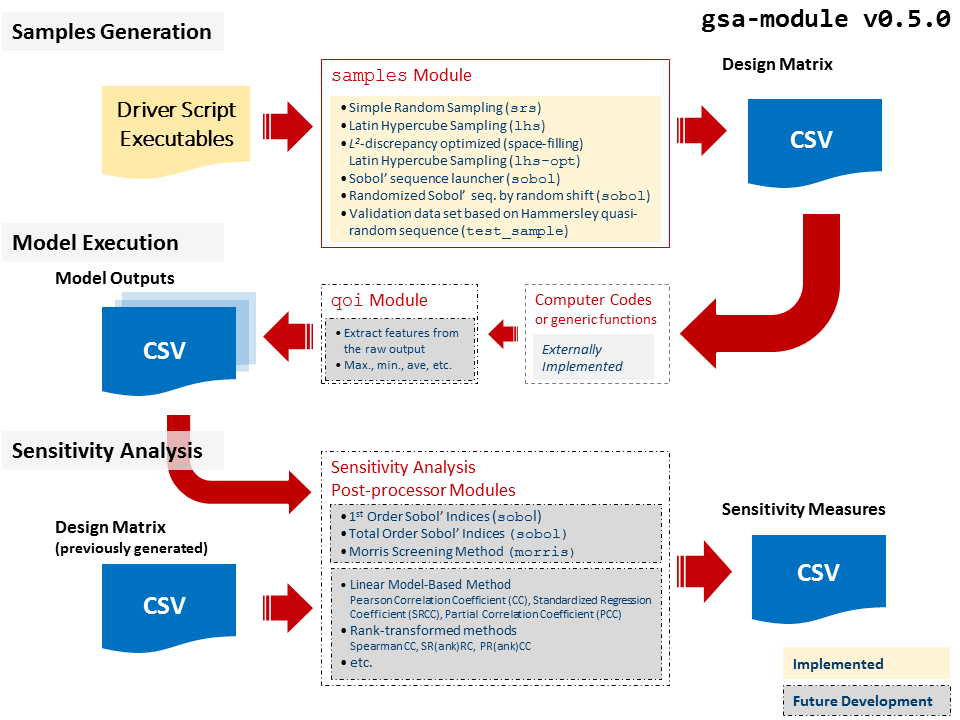 gsa-module v0.5.0
Samples Generation
Driver Script
Executables
samples Module
• Simple Random Sampling (srs)
• Latin Hypercube Sampling (lhs)
• L²-discrepancy optimized (space-filling)
Latin Hypercube Sampling (lhs-opt)
• Sobol’ sequence launcher (sobol)
• Randomized Sobol’ seq. by random shift (sobol)
• Validation data set based on Hammersley quasi-
random sequence (test_sample)
Design Matrix
CSV
Model Execution
Model Outputs
CSV
qoi Module
• Extract features from
the raw output
• Max., min., ave, etc.
Computer Codes
or generic functions
Externally
Implemented
Sensitivity Analysis
Design Matrix
(previously generated)
CSV
Sensitivity Analysis
Post-processor Modules
• 1st Order Sobol’ Indices (sobol)
• Total Order Sobol’ Indices (sobol)
• Morris Screening Method (morris)
• Linear Model-Based Method
Pearson Correlation Coefficient (CC), Standardized Regression
Coefficient (SRCC), Partial Correlation Coefficient (PCC)
• Rank-transformed methods
Spearman CC, SR(ank)RC, PR(ank)CC
• etc.
Sensitivity Measures
CSV
Implemented
Future Development